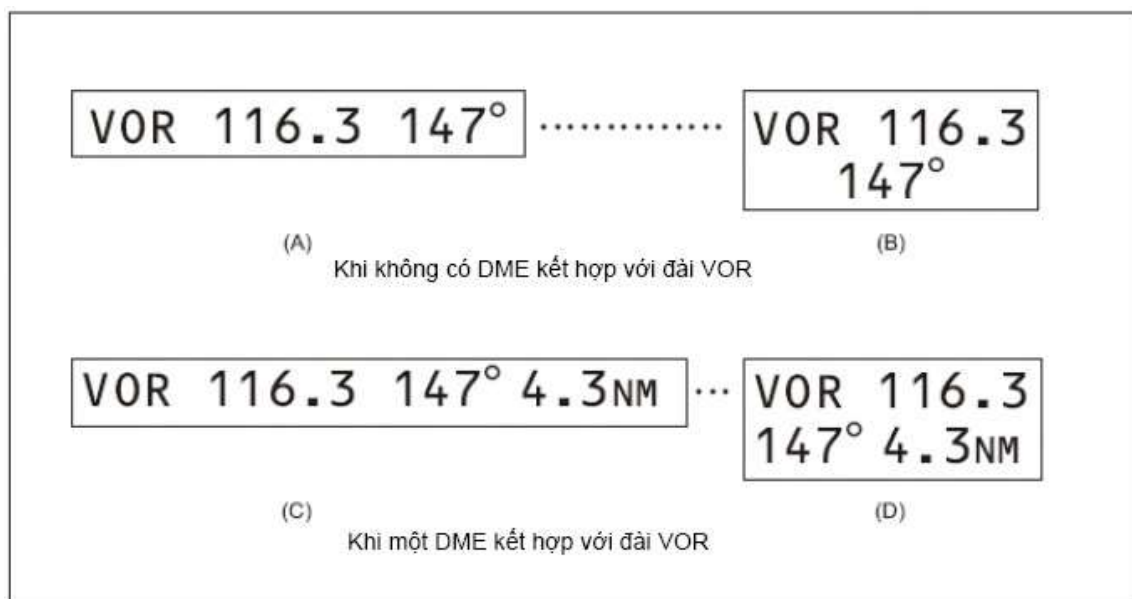 VOR 116.3 147° .............. VOR 116.3
147°
(A) (B)
Khi không có DME kết hợp với đài VOR
VOR 116.3 147° 4.3NM ... VOR 116.3
147° 4.3NM
(C) (D)
Khi một DME kết hợp với đài VOR